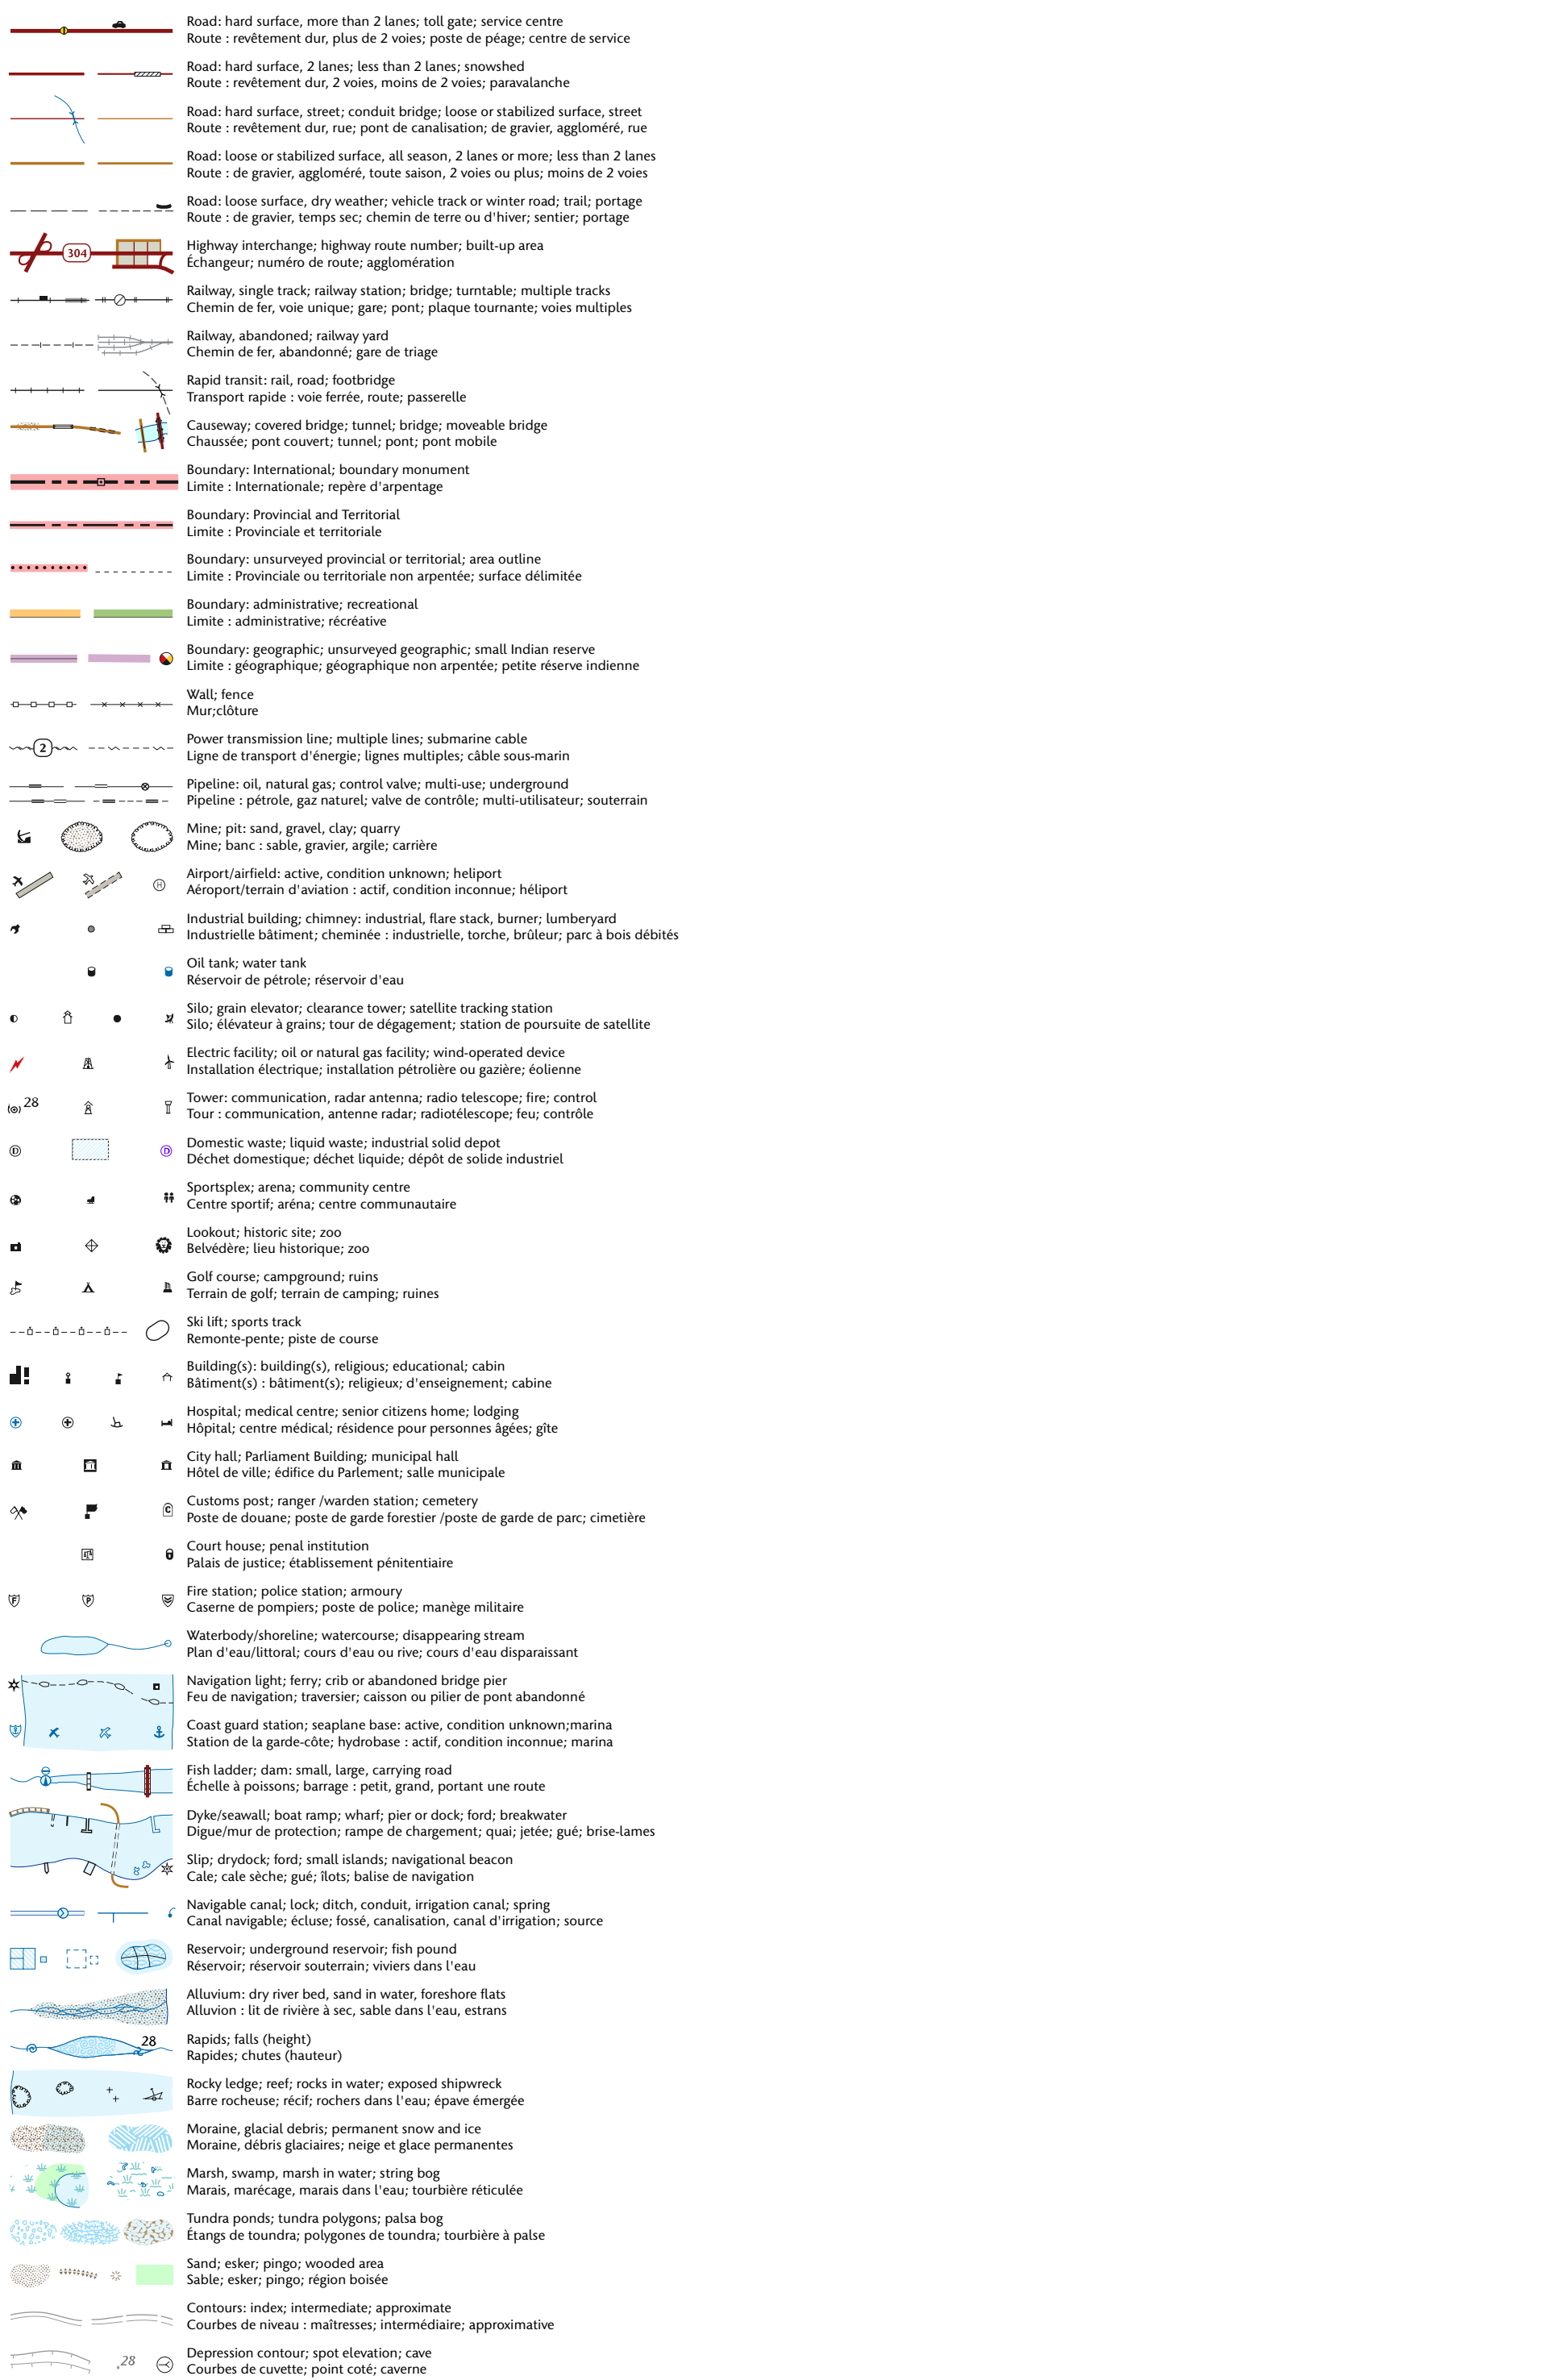 Road: hard surface, more than 2 lanes; toll gate; service centre
Route : revêtement dur, plus de 2 voies; poste de péage; centre de service
Road: hard surface, 2 lanes; less than 2 lanes; snowshed
Route : revêtement dur, 2 voies, moins de 2 voies; paravalanche
Road: hard surface, street; conduit bridge; loose or stabilized surface, street
Route : revêtement dur, rue; pont de canalisation; de gravier, aggloméré, rue
Road: loose or stabilized surface, all season, 2 lanes or more; less than 2 lanes
Route : de gravier, aggloméré, toute saison, 2 voies ou plus; moins de 2 voies
Road: loose surface, dry weather; vehicle track or winter road; trail; portage
Route : de gravier, temps sec; chemin de terre ou d'hiver; sentier; portage
304
Highway interchange; highway route number; built-up area
Échangeur; numéro de route; agglomération
Railway, single track; railway station; bridge; turntable; multiple tracks
Chemin de fer, voie unique; gare; pont; plaque tournante; voies multiples
Railway, abandoned; railway yard
Chemin de fer, abandonné; gare de triage
Rapid transit: rail, road; footbridge
Transport rapide : voie ferrée, route; passerelle
Causeway; covered bridge; tunnel; bridge; moveable bridge
Chaussée; pont couvert; tunnel; pont; pont mobile
Boundary: International; boundary monument
Limite : Internationale; repère d'arpentage
Boundary: Provincial and Territorial
Limite : Provinciale et territoriale
Boundary: unsurveyed provincial or territorial; area outline
Limite : Provinciale ou territoriale non arpentée; surface délimitée
Boundary: administrative; recreational
Limite : administrative; récréative
Boundary: geographic; unsurveyed geographic; small Indian reserve
Limite : géographique; géographique non arpentée; petite réserve indienne
Wall; fence
Mur;clôture
2
Power transmission line; multiple lines; submarine cable
Ligne de transport d'énergie; lignes multiples; câble sous-marin
Pipeline: oil, natural gas; control valve; multi-use; underground
Pipeline : pétrole, gaz naturel; valve de contrôle; multi-utilisateur; souterrain
Mine; pit: sand, gravel, clay; quarry
Mine; banc : sable, gravier, argile; carrière
H
Airport/airfield: active, condition unknown; heliport
Aéroport/terrain d'aviation : actif, condition inconnue; héliport
Industrial building; chimney: industrial, flare stack, burner; lumberyard
Industrielle bâtiment; cheminée : industrielle, torche, brûleur; parc à bois débités
Oil tank; water tank
Réservoir de pétrole; réservoir d'eau
Silo; grain elevator; clearance tower; satellite tracking station
Silo; élévateur à grains; tour de dégagement; station de poursuite de satellite
Electric facility; oil or natural gas facility; wind-operated device
Installation électrique; installation pétrolière ou gazière; éolienne
28
Tower: communication, radar antenna; radio telescope; fire; control
Tour : communication, antenne radar; radiotélescope; feu; contrôle
D D
Domestic waste; liquid waste; industrial solid depot
Déchet domestique; déchet liquide; dépôt de solide industriel
Sportsplex; arena; community centre
Centre sportif; aréna; centre communautaire
Lookout; historic site; zoo
Belvédère; lieu historique; zoo
Golf course; campground; ruins
Terrain de golf; terrain de camping; ruines
Ski lift; sports track
Remonte-pente; piste de course
Building(s): building(s), religious; educational; cabin
Bâtiment(s) : bâtiment(s); religieux; d'enseignement; cabine
Hospital; medical centre; senior citizens home; lodging
Hôpital; centre médical; résidence pour personnes âgées; gîte
City hall; Parliament Building; municipal hall
Hôtel de ville; édifice du Parlement; salle municipale
C
Customs post; ranger /warden station; cemetery
Poste de douane; poste de garde forestier /poste de garde de parc; cimetière
Court house; penal institution
Palais de justice; établissement pénitentiaire
F P
Fire station; police station; armoury
Caserne de pompiers; poste de police; manège militaire
Waterbody/shoreline; watercourse; disappearing stream
Plan d'eau/littoral; cours d'eau ou rive; cours d'eau disparaissant
Navigation light; ferry; crib or abandoned bridge pier
Feu de navigation; traversier; caisson ou pilier de pont abandonné
Coast guard station; seaplane base: active, condition unknown;marina
Station de la garde-côte; hydrobase : actif, condition inconnue; marina
Fish ladder; dam: small, large, carrying road
Échelle à poissons; barrage : petit, grand, portant une route
Dyke/seawall; boat ramp; wharf; pier or dock; ford; breakwater
Digue/mur de protection; rampe de chargement; quai; jetée; gué; brise-lames
Slip; drydock; ford; small islands; navigational beacon
Cale; cale sèche; gué; îlots; balise de navigation
Navigable canal; lock; ditch, conduit, irrigation canal; spring
Canal navigable; écluse; fossé, canalisation, canal d'irrigation; source
Reservoir; underground reservoir; fish pound
Réservoir; réservoir souterrain; viviers dans l'eau
Alluvium: dry river bed, sand in water, foreshore flats
Alluvion : lit de rivière à sec, sable dans l'eau, estrans
28
Rapids; falls (height)
Rapides; chutes (hauteur)
Rocky ledge; reef; rocks in water; exposed shipwreck
Barre rocheuse; récif; rochers dans l'eau; épave émergée
Moraine, glacial debris; permanent snow and ice
Moraine, débris glaciaires; neige et glace permanentes
Marsh, swamp, marsh in water; string bog
Marais, marécage, marais dans l'eau; tourbière réticulée
Tundra ponds; tundra polygons; palsa bog
Étangs de toundra; polygones de toundra; tourbière à palse
Sand; esker; pingo; wooded area
Sable; esker; pingo; région boisée
Contours: index; intermediate; approximate
Courbes de niveau : maîtresses; intermédiaire; approximative
.28
Depression contour; spot elevation; cave
Courbes de cuvette; point coté; caverne